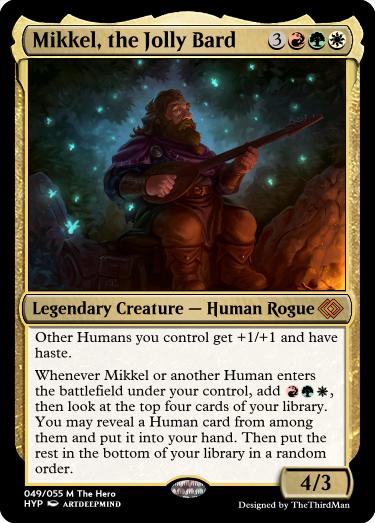 Mikkel, the Jolly Bard 3
Legendary Creature — Human Rogue
Other Humans you control get +1/+1 and have
haste.
Whenever Mikkel or another Human enters
the battlefield under your control, add ,
then look at the top four cards of your library.
You may reveal a Human card from among
them and put it into your hand. Then put the
rest in the bottom of your library in a random
order.
4/3
049/055 M The Hero
HYP ARTDEEPMIND
Designed by TheThirdMan